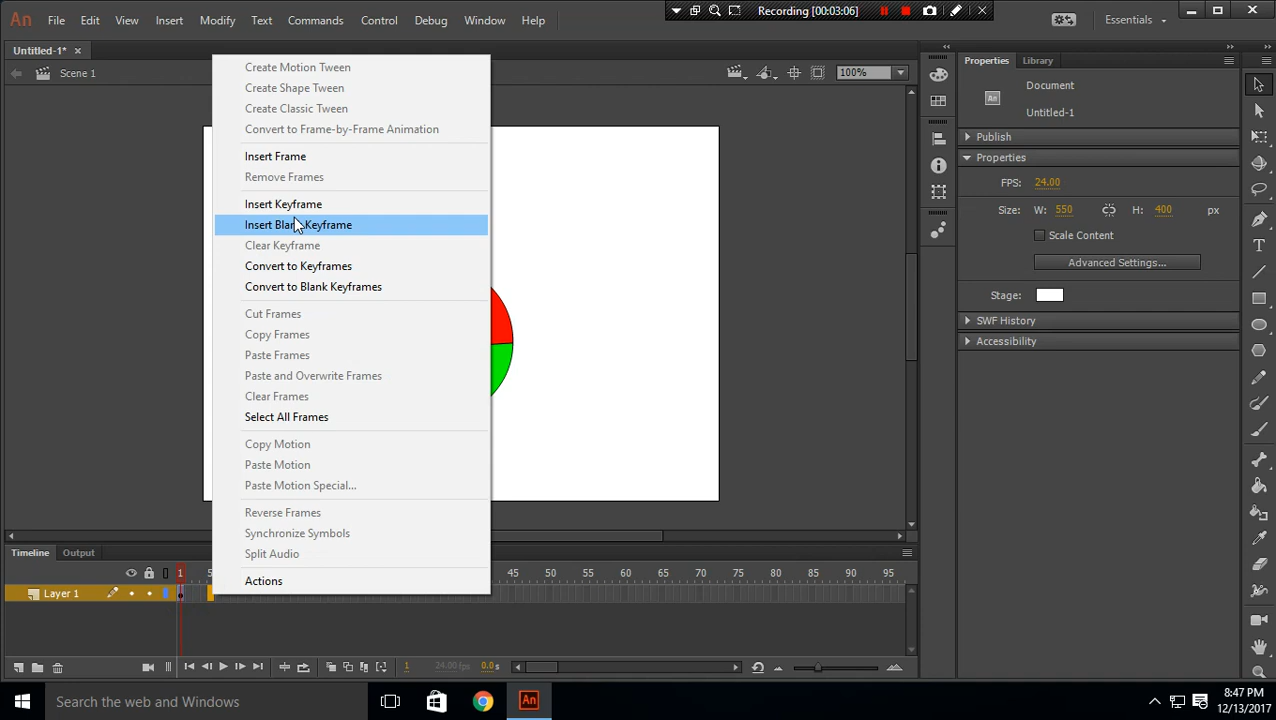 An
File Edit View Insert Modify Text Commands Control Debug Window Help
Recording [00:03:06]
Essentials
Untitled-1* ×
Scene 1
100%
Create Motion Tween
Create Shape Tween
Create Classic Tween
Convert to Frame-by-Frame Animation
Insert Frame
Remove Frames
Insert Keyframe
Insert Blank Keyframe
Clear Keyframe
Convert to Keyframes
Convert to Blank Keyframes
Cut Frames
Copy Frames
Paste Frames
Paste and Overwrite Frames
Clear Frames
Select All Frames
Copy Motion
Paste Motion
Paste Motion Special...
Reverse Frames
Synchronize Symbols
Split Audio
Actions
Properties Library
Document
An
Untitled-1
Publish
Properties
FPS: 24.00
Size: W: 550 H: 400 px
Scale Content
Advanced Settings...
Stage:
SWF History
Accessibility
Timeline Output
1 5 45 50 55 60 65 70 75 80 85 90 95
Layer 1
1 24.00 fps 0.0s
Search the web and Windows
An
8:47 PM
12/13/2017